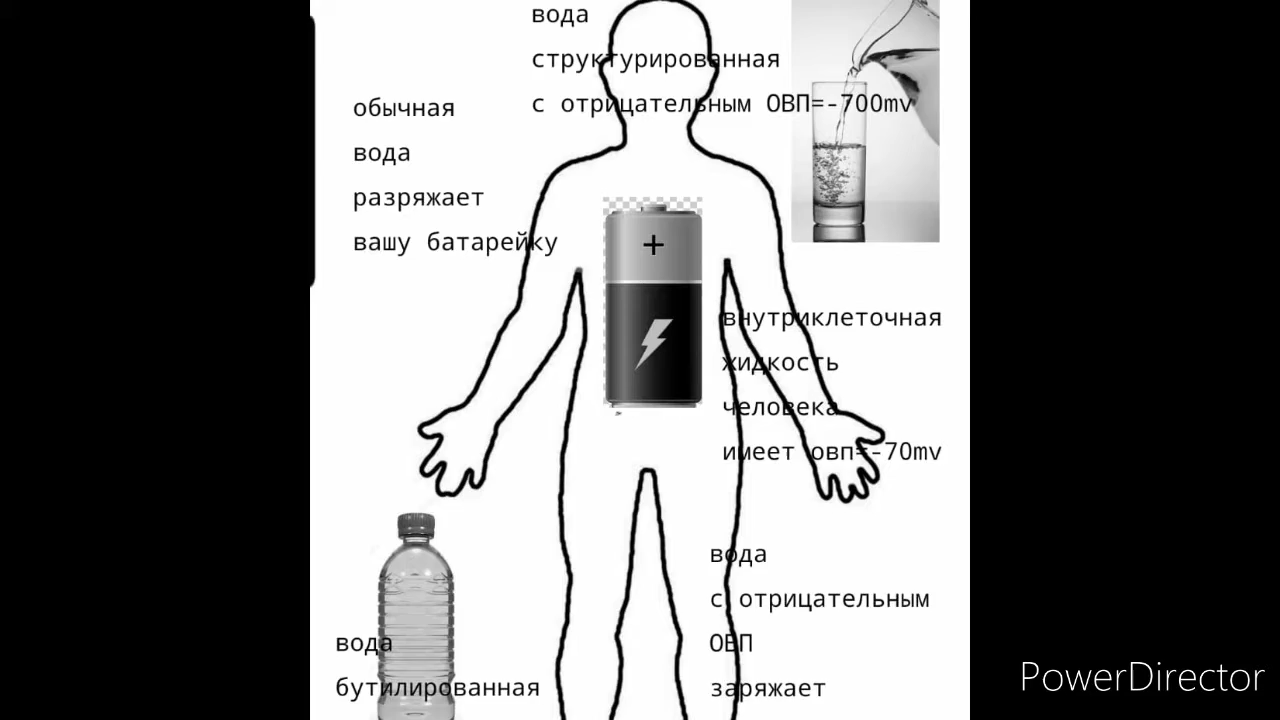 вода
структурированная
с отрицательным ОВП=-700mv
обычная
вода
разряжает
вашу батарейку
+
внутриклеточная
жидкость
человека
имеет овп=-70mv
вода
с отрицательным
ОВП
заряжает
вода
бутилированная
PowerDirector